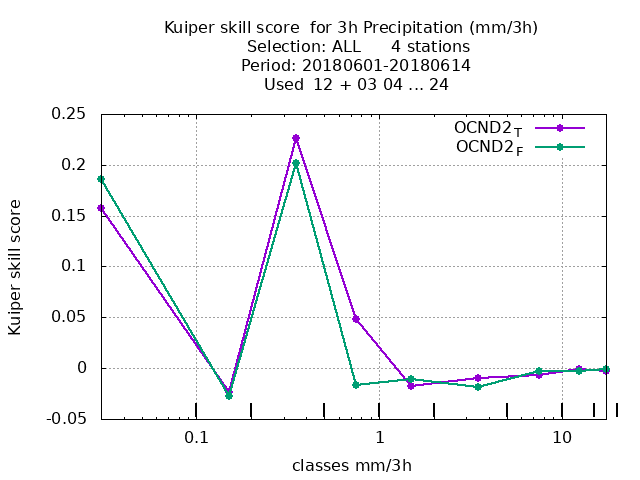 Kuiper skill score  for 3h Precipitation (mm/3h)
Selection: ALL      4 stations
Period: 20180601-20180614
Used  12 + 03 04 ... 24
OCND2T
OCND2F
0.25
0.2
0.15
0.1
0.05
0
-0.05
0.1
1
10
Kuiper skill score
classes mm/3h